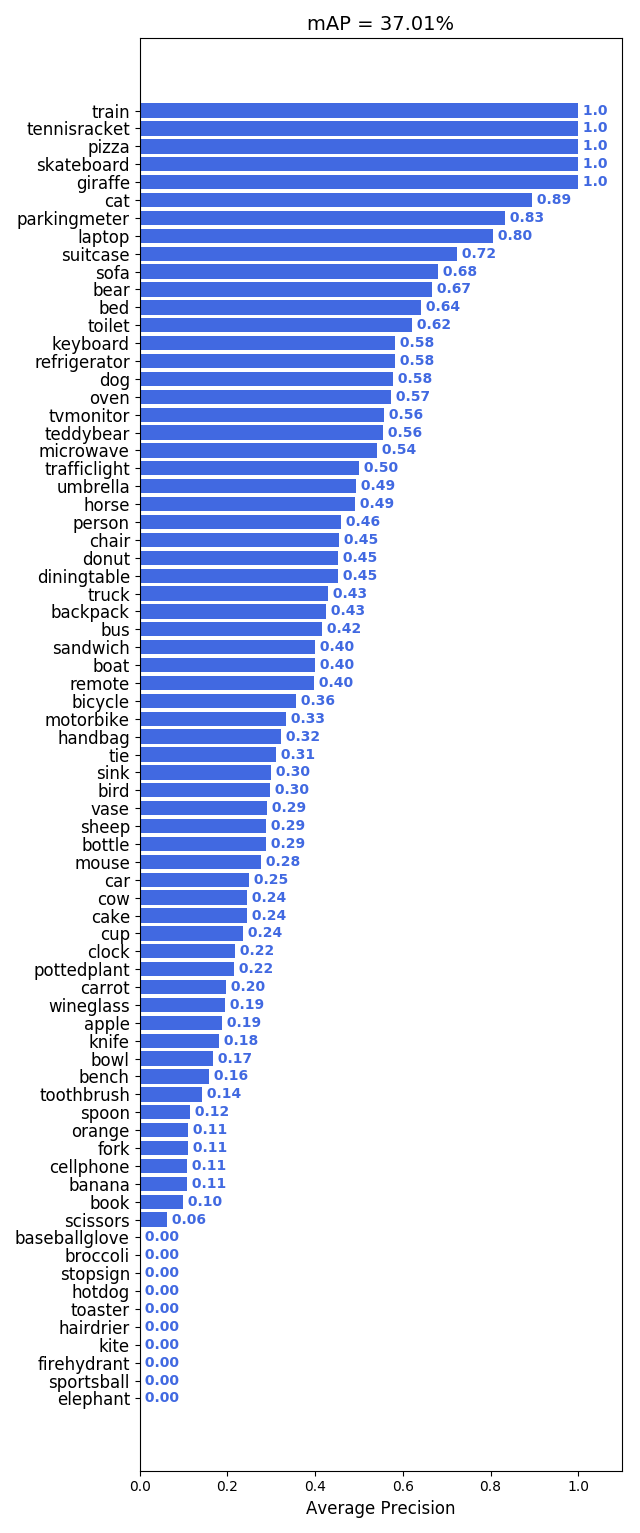 mAP = 37.01%
train 1.0
tennisracket 1.0
pizza 1.0
skateboard 1.0
giraffe 1.0
cat 0.89
parkingmeter 0.83
laptop 0.80
suitcase 0.72
sofa 0.68
bear 0.67
bed 0.64
toilet 0.62
keyboard 0.58
refrigerator 0.58
dog 0.58
oven 0.57
tvmonitor 0.56
teddybear 0.56
microwave 0.54
trafficlight 0.50
umbrella 0.49
horse 0.49
person 0.46
chair 0.45
donut 0.45
diningtable 0.45
truck 0.43
backpack 0.43
bus 0.42
sandwich 0.40
boat 0.40
remote 0.40
bicycle 0.36
motorbike 0.33
handbag 0.32
tie 0.31
sink 0.30
bird 0.30
vase 0.29
sheep 0.29
bottle 0.29
mouse 0.28
car 0.25
cow 0.24
cake 0.24
cup 0.24
clock 0.22
pottedplant 0.22
carrot 0.20
wineglass 0.19
apple 0.19
knife 0.18
bowl 0.17
bench 0.16
toothbrush 0.14
spoon 0.12
orange 0.11
fork 0.11
cellphone 0.11
banana 0.11
book 0.10
scissors 0.06
baseballglove 0.00
broccoli 0.00
stopsign 0.00
hotdog 0.00
toaster 0.00
hairdrier 0.00
kite 0.00
firehydrant 0.00
sportsball 0.00
elephant 0.00
0.0 0.2 0.4 0.6 0.8 1.0
Average Precision